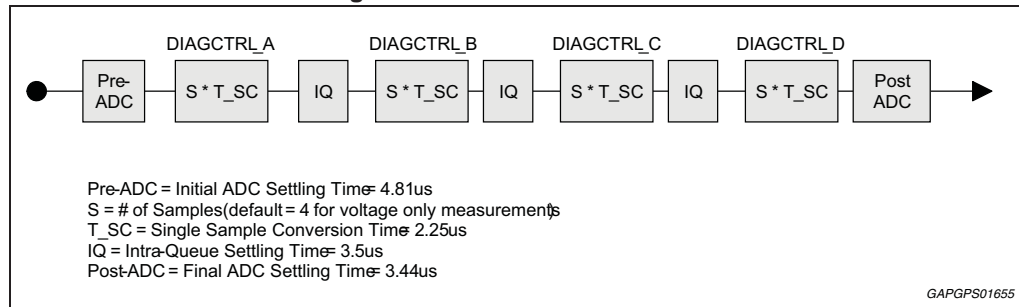 DIAGCTRL_A DIAGCTRL_B DIAGCTRL_C DIAGCTRL_D
Pre-
ADC
S * T_SC
IQ
S * T_SC
IQ
S * T_SC
IQ
S * T_SC
Post
ADC
Pre-ADC = Initial ADC Settling Time= 4.81us
S = # of Samples(default = 4 for voltage only measurements)
T_SC = Single Sample Conversion Time= 2.25us
IQ = Intra-Queue Settling Time= 3.5us
Post-ADC = Final ADC Settling Time= 3.44us
GAPGPS01655